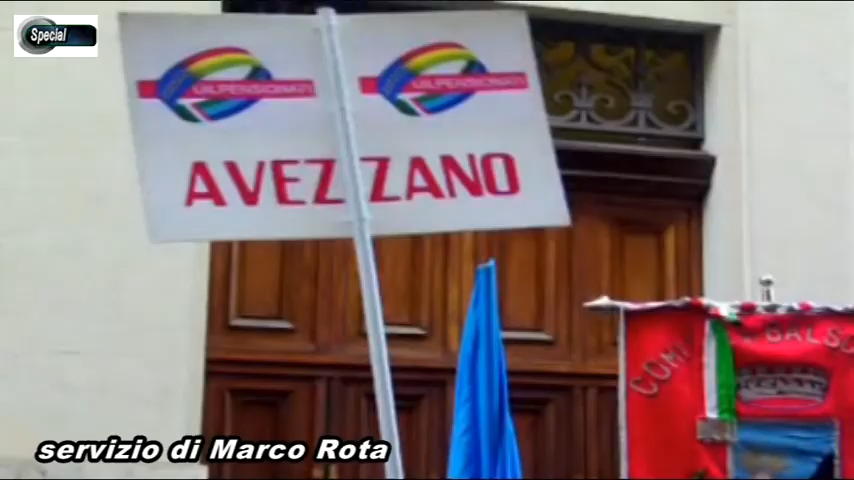 Special
UILPENSIONATI UILPENSIONATI
AVEZZANO
servizio di Marco Rota